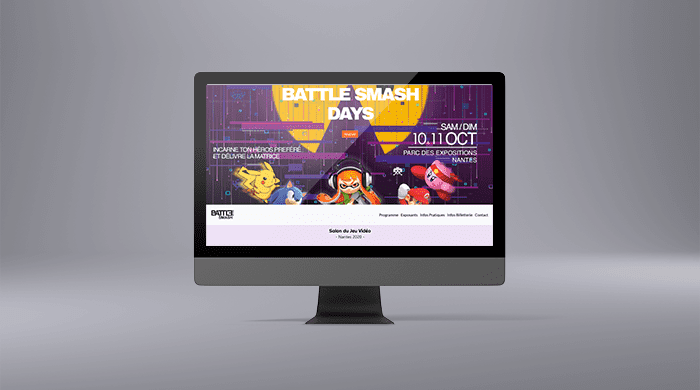 BATTLE SMASH
DAYS
SAM / DIM
10.11 OCT
PARC DES EXPOSITIONS
NANTES
INCARNE TON HÉROS PRÉFÉRÉ
ET DÉLIVRE LA MATRICE
BATTLE
SMASH
Programme Exposants Infos Pratiques Infos Billetterie Contact
Salon du Jeu Vidéo
- Nantes 2020 -